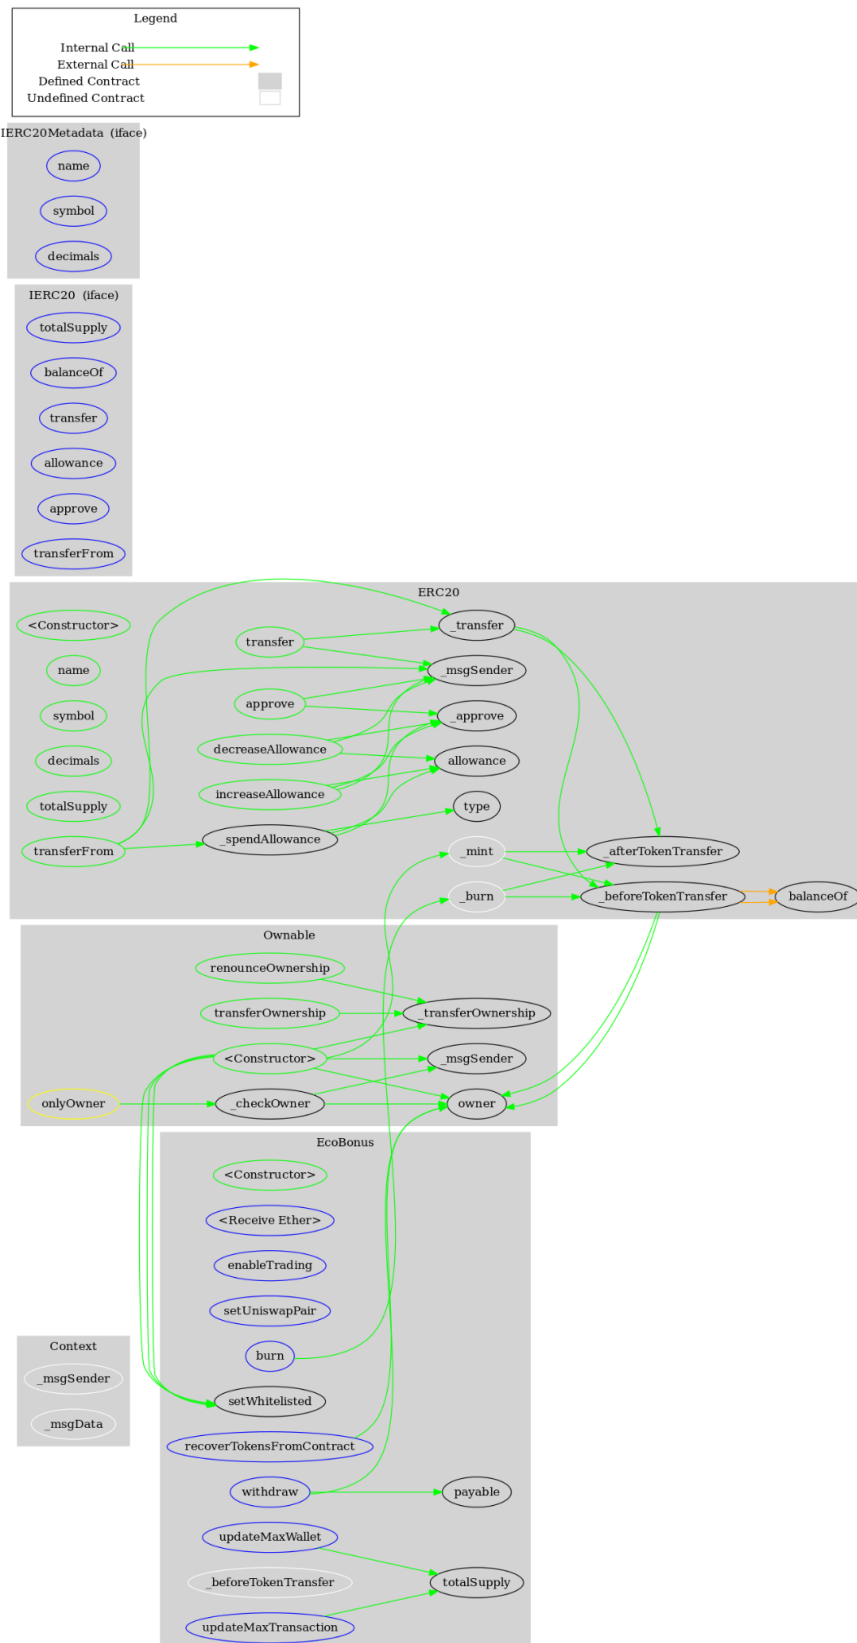 Legend
Internal Call
External Call
Defined Contract
Undefined Contract
IERC20Metadata (iface)
name
symbol
decimals
IERC20 (iface)
totalSupply
balanceOf
transfer
allowance
approve
transferFrom
ERC20
<Constructor>
name
symbol
decimals
totalSupply
transferFrom
transfer
approve
decreaseAllowance
increaseAllowance
_spendAllowance
_transfer
_msgSender
_approve
allowance
type
_mint
_burn
_afterTokenTransfer
_beforeTokenTransfer
balanceOf
Ownable
renounceOwnership
transferOwnership
<Constructor>
onlyOwner
_checkOwner
_transferOwnership
_msgSender
owner
EcoBonus
<Constructor>
<Receive Ether>
enableTrading
setUniswapPair
burn
setWhitelisted
recoverTokensFromContract
withdraw
payable
updateMaxWallet
_beforeTokenTransfer
totalSupply
updateMaxTransaction
Context
_msgSender
_msgData